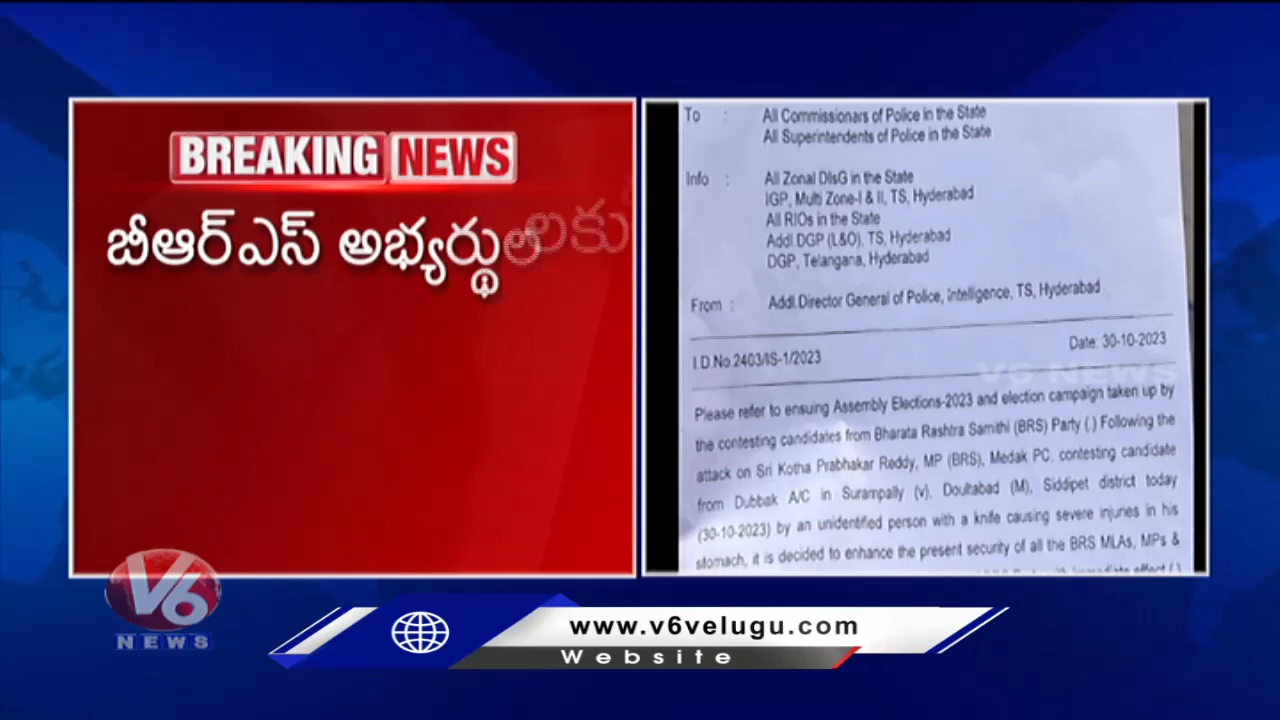 BREAKING NEWS
బీఆర్ఎస్ అభ్యర్థులకు
To : All Commissionars of Police in the State
All Superintendents of Police in the State
Info : All Zonal DIsG in the State
IGP, Multi Zone-I & II, TS, Hyderabad
All RIOs in the State
Addl.DGP (L&O), TS, Hyderabad
DGP, Telangana, Hyderabad
From : Addl.Director General of Police, Intelligence, TS, Hyderabad
I.D.No 2403/IS-1/2023 Date: 30-10-2023
V6 NEWS
Please refer to ensuing Assembly Elections-2023 and election campaign taken up by
the contesting candidates from Bharata Rashtra Samithi (BRS) Party (.) Following the
attack on Sri Kotha Prabhakar Reddy, MP (BRS), Medak PC, contesting candidate
from Dubbak A/C in Surampally (v), Doultabad (M), Siddipet district today
(30-10-2023) by an unidentified person with a knife causing severe injuries in his
stomach, it is decided to enhance the present security of all the BRS MLAs, MPs &
with immediate effect (.)
V6
NEWS
www.v6velugu.com
Website